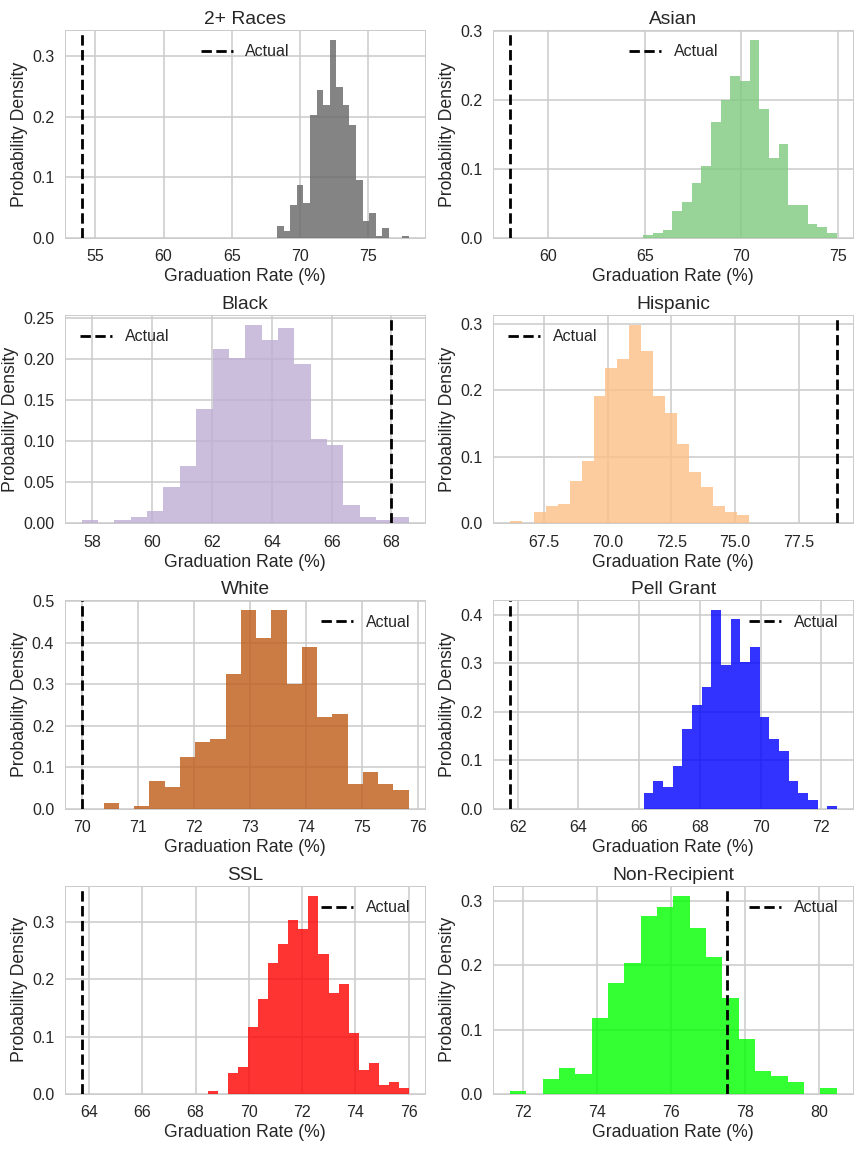 2+ Races
Probability Density
0.3
0.2
0.1
0.0
Actual
55
60
65
70
75
Graduation Rate (%)
Asian
Probability Density
0.3
0.2
0.1
0.0
Actual
60
65
70
75
Graduation Rate (%)
Black
Probability Density
0.25
0.20
0.15
0.10
0.05
0.00
Actual
58
60
62
64
66
68
Graduation Rate (%)
Hispanic
Probability Density
0.3
0.2
0.1
0.0
Actual
67.5
70.0
72.5
75.0
77.5
Graduation Rate (%)
White
Probability Density
0.5
0.4
0.3
0.2
0.1
0.0
Actual
70
71
72
73
74
75
76
Graduation Rate (%)
Pell Grant
Probability Density
0.4
0.3
0.2
0.1
0.0
Actual
62
64
66
68
70
72
Graduation Rate (%)
SSL
Probability Density
0.3
0.2
0.1
0.0
Actual
64
66
68
70
72
74
76
Graduation Rate (%)
Non-Recipient
Probability Density
0.3
0.2
0.1
0.0
Actual
72
74
76
78
80
Graduation Rate (%)